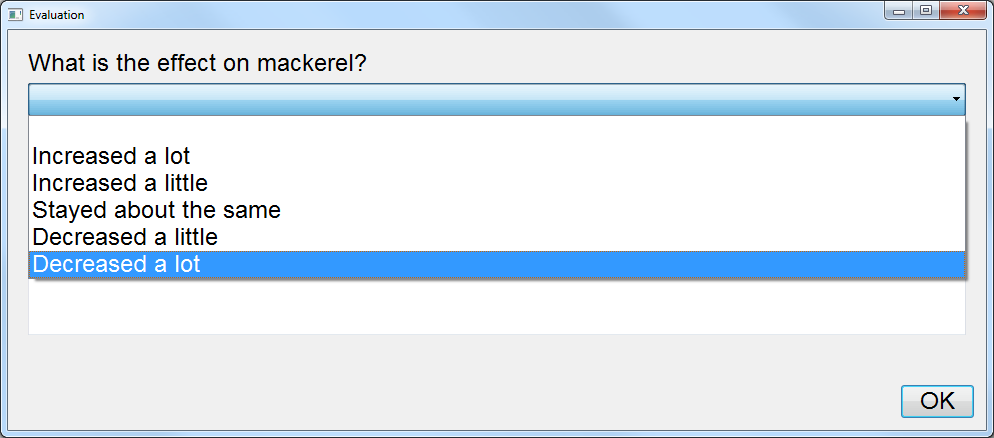 Evaluation
What is the effect on mackerel?
Increased a lot
Increased a little
Stayed about the same
Decreased a little
Decreased a lot
OK